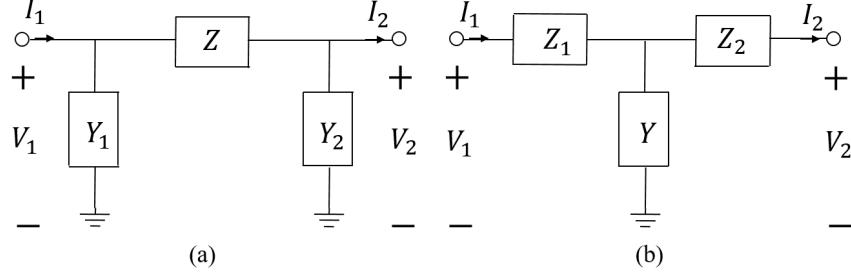 I₁ I₂ I₁ I₂
Z Z₁ Z₂
+ + + +
V₁ Y₁ Y₂ V₂ V₁ Y V₂
− − − −
(a) (b)